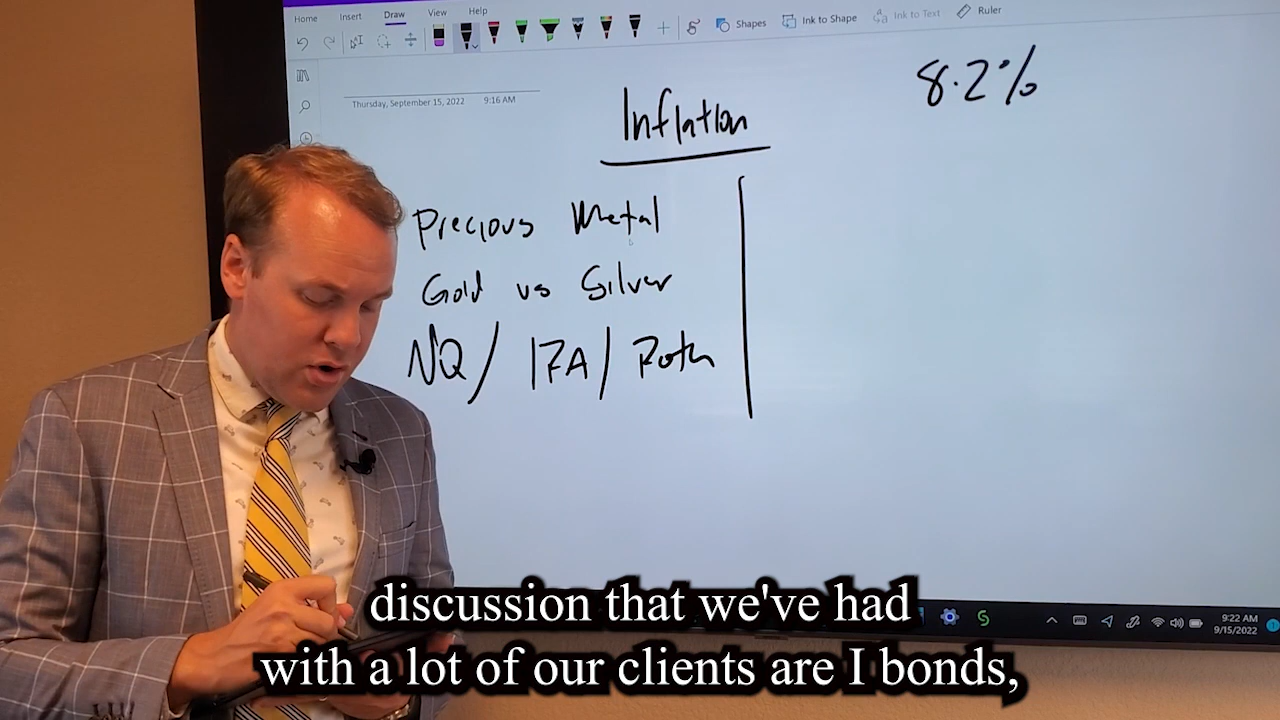 Home Insert Draw View Help
Shapes Ink to Shape Ink to Text Ruler
Thursday, September 15, 2022 9:16 AM
Inflation
8.2%
Precious Metal
Gold vs Silver
NQ / IRA / Roth
discussion that we've had
with a lot of our clients are I bonds,
9:22 AM
9/15/2022